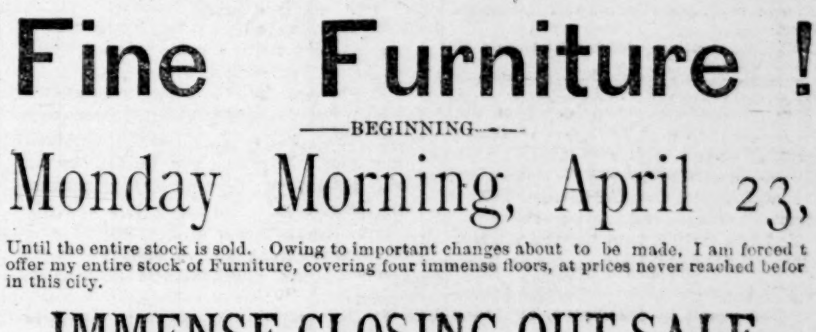 Fine Furniture !
BEGINNING
Monday Morning, April 23,
Until the entire stock is sold. Owing to important changes about to be made, I am forced t
offer my entire stock of Furniture, covering four immense floors, at prices never reached befor
in this city.
IMMENSE CLOSING OUT SALE